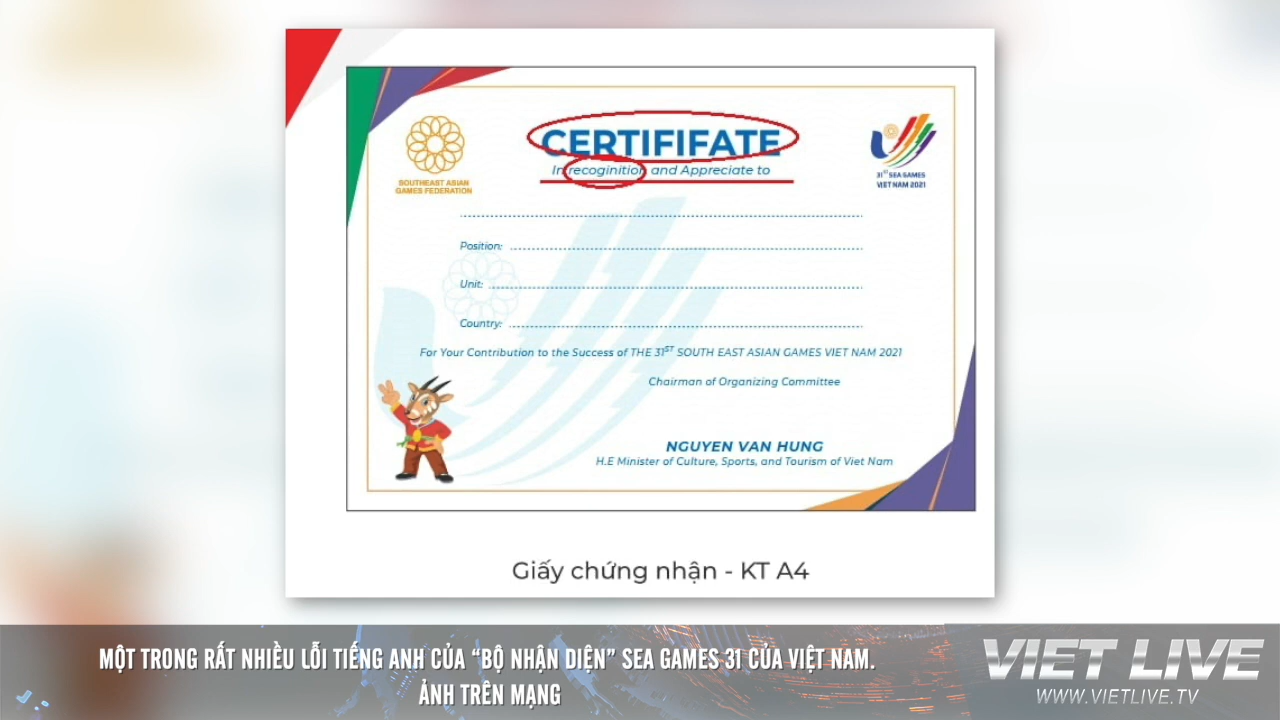 CERTIFIFATE
In recoginition and Appreciate to
SOUTHEAST ASIAN
GAMES FEDERATION
31ST SEA GAMES
VIET NAM 2021
Position:
Unit:
Country:
For Your Contribution to the Success of THE 31ST SOUTH EAST ASIAN GAMES VIET NAM 2021
Chairman of Organizing Committee
NGUYEN VAN HUNG
H.E Minister of Culture, Sports, and Tourism of Viet Nam
Giấy chứng nhận - KT A4
MỘT TRONG RẤT NHIỀU LỖI TIẾNG ANH CỦA “BỘ NHẬN DIỆN” SEA GAMES 31 CỦA VIỆT NAM.
ẢNH TRÊN MẠNG
VIET LIVE
WWW.VIETLIVE.TV